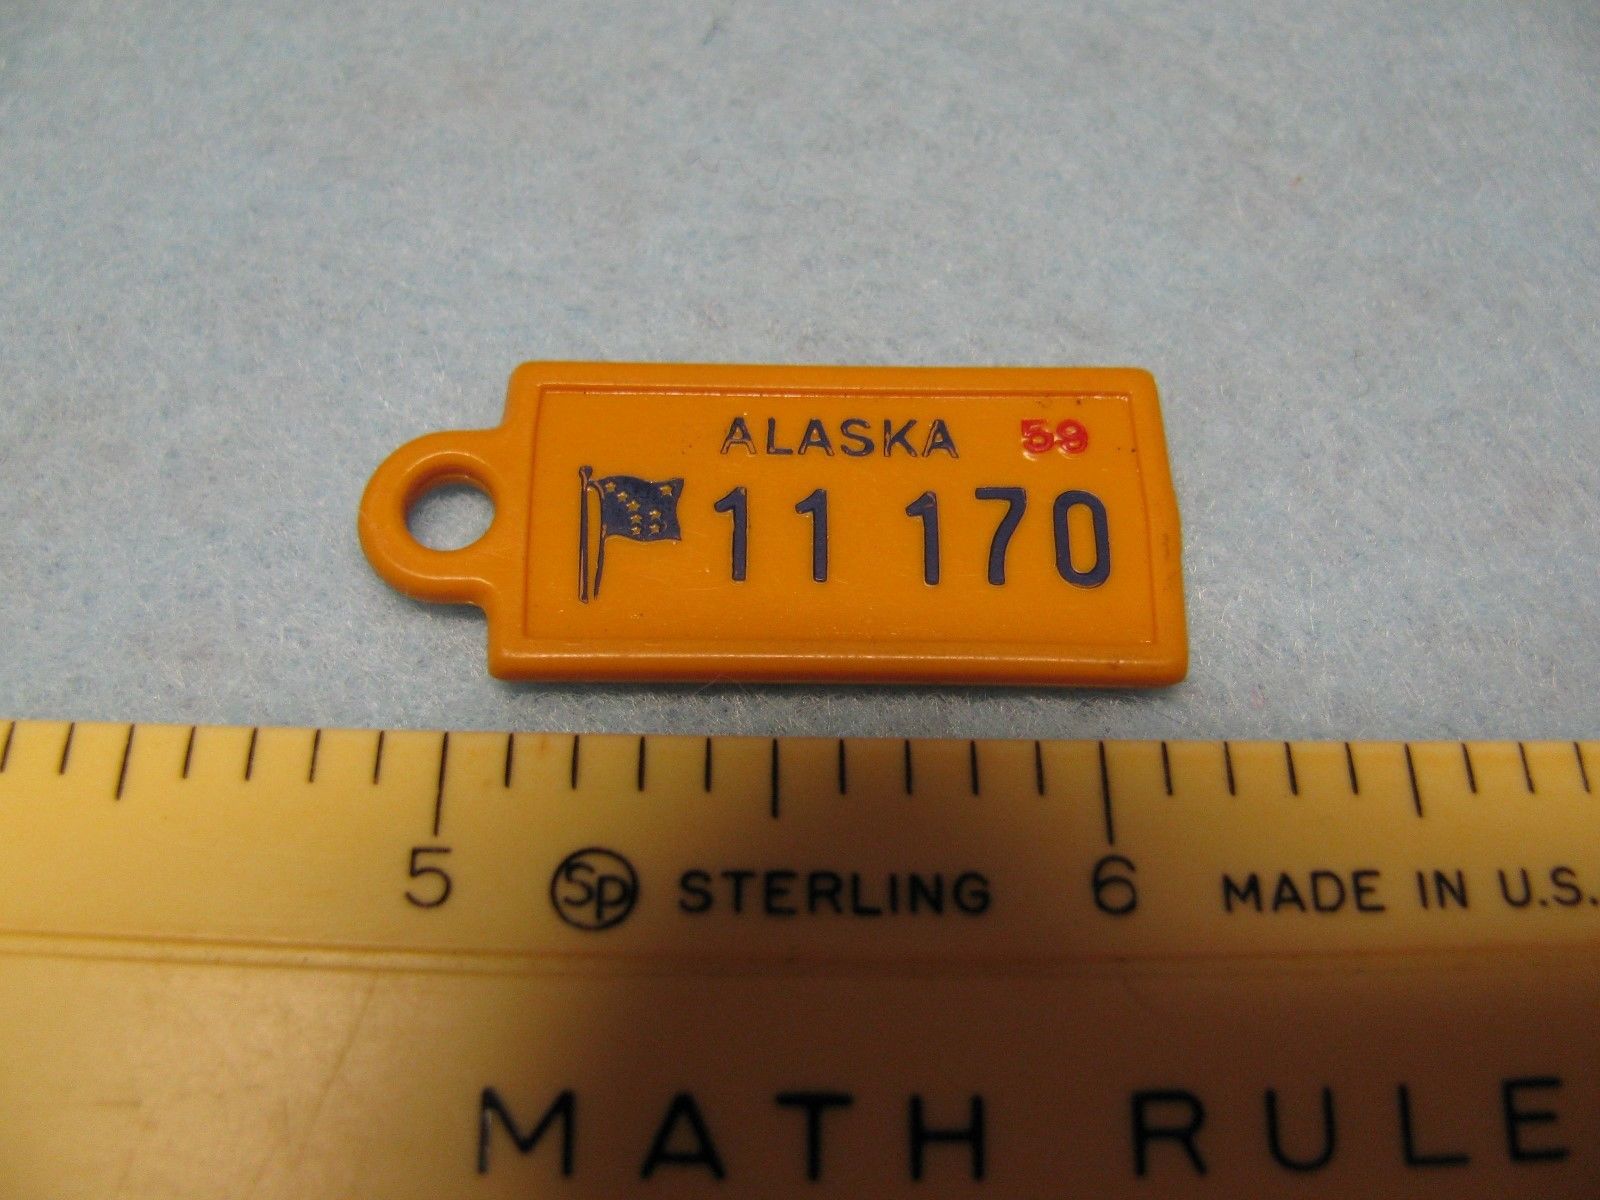 ALASKA 59
11 170
5 Sp STERLING 6 MADE IN U.S.
MATH RULE